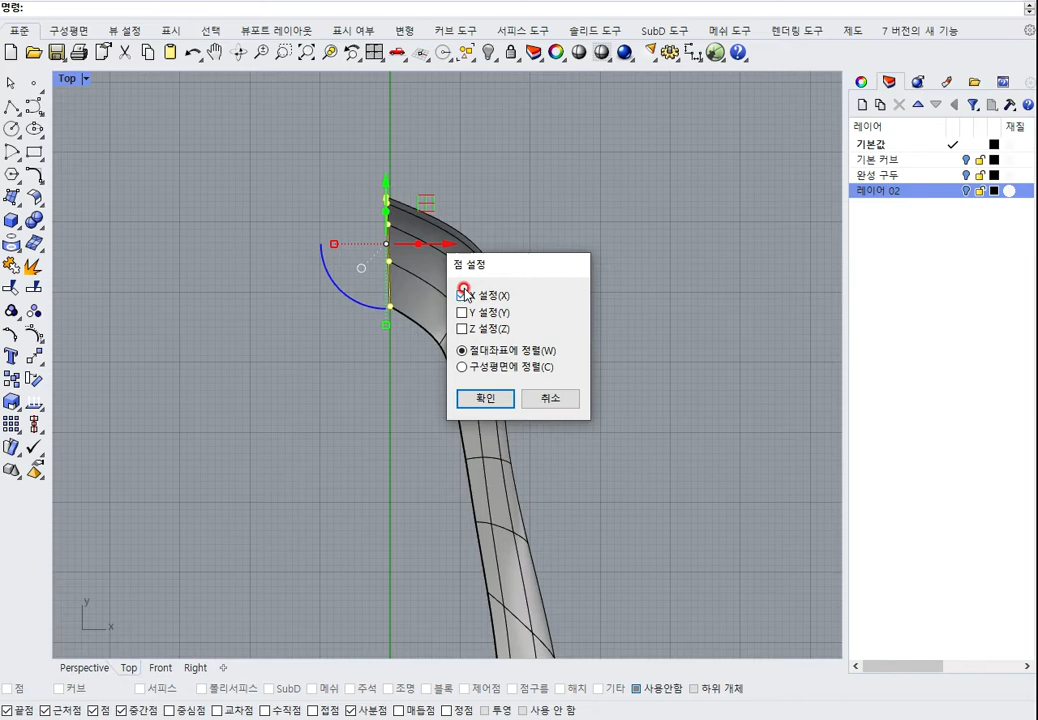 명령:
표준 구성평면 뷰 설정 표시 선택 뷰포트 레이아웃 표시 여부 변형 커브 도구 서피스 도구 솔리드 도구 SubD 도구 메쉬 도구 렌더링 도구 제도 7 버전의 새 기능
Top
레이어 재질
기본값
기본 커브
완성 구두
레이어 02
점 설정
X 설정(X)
Y 설정(Y)
Z 설정(Z)
절대좌표에 정렬(W)
구성평면에 정렬(C)
확인 취소
y
x
Perspective Top Front Right
점 커브 서피스 폴리서피스 SubD 메쉬 주석 조명 블록 제어점 점구름 해치 기타 사용안함 하위 개체
끝점 근처점 점 중간점 중심점 교차점 수직점 접점 사분점 매듭점 정점 투영 사용 안 함